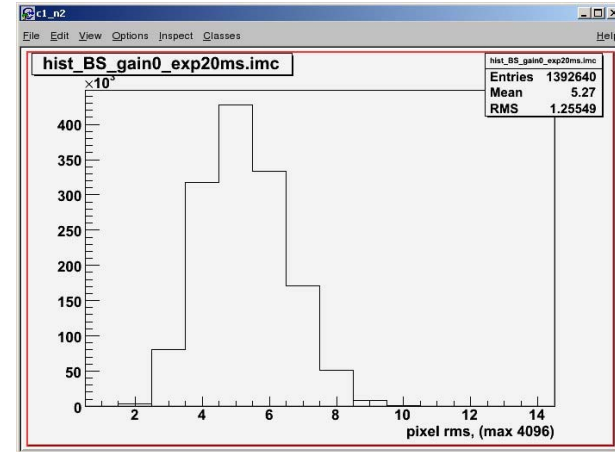 c1_n2
File Edit View Options Inspect Classes Help
hist_BS_gain0_exp20ms.imc
hist_BS_gain0_exp20ms.imc
Entries 1392640
Mean 5.27
RMS 1.25549
×10³
400
350
300
250
200
150
100
50
0
2 4 6 8 10 12 14
pixel rms, (max 4096)